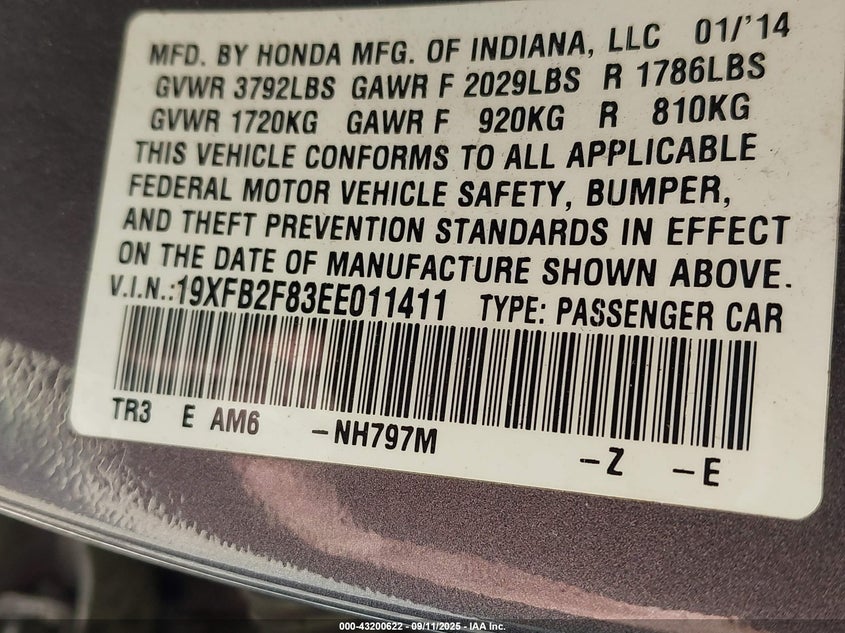 MFD. BY HONDA MFG. OF INDIANA, LLC 01/'14
GVWR 3792LBS GAWR F 2029LBS R 1786LBS
GVWR 1720KG GAWR F 920KG R 810KG
THIS VEHICLE CONFORMS TO ALL APPLICABLE
FEDERAL MOTOR VEHICLE SAFETY, BUMPER,
AND THEFT PREVENTION STANDARDS IN EFFECT
ON THE DATE OF MANUFACTURE SHOWN ABOVE.
V.I.N.:19XFB2F83EE011411 TYPE: PASSENGER CAR
TR3 E AM6 -NH797M -Z -E
000-43200622 - 09/11/2025 - IAA Inc.